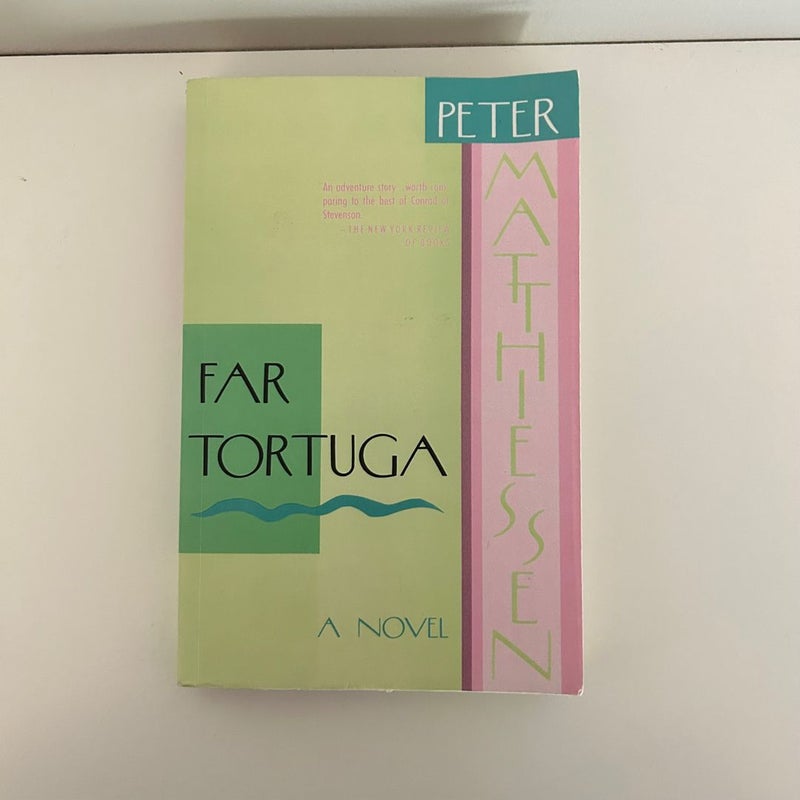 PETER
MATTHIESSEN
"An adventure story...worth com-
paring to the best of Conrad or
Stevenson.
—THE NEW YORK REVIEW
OF BOOKS
FAR
TORTUGA
A NOVEL